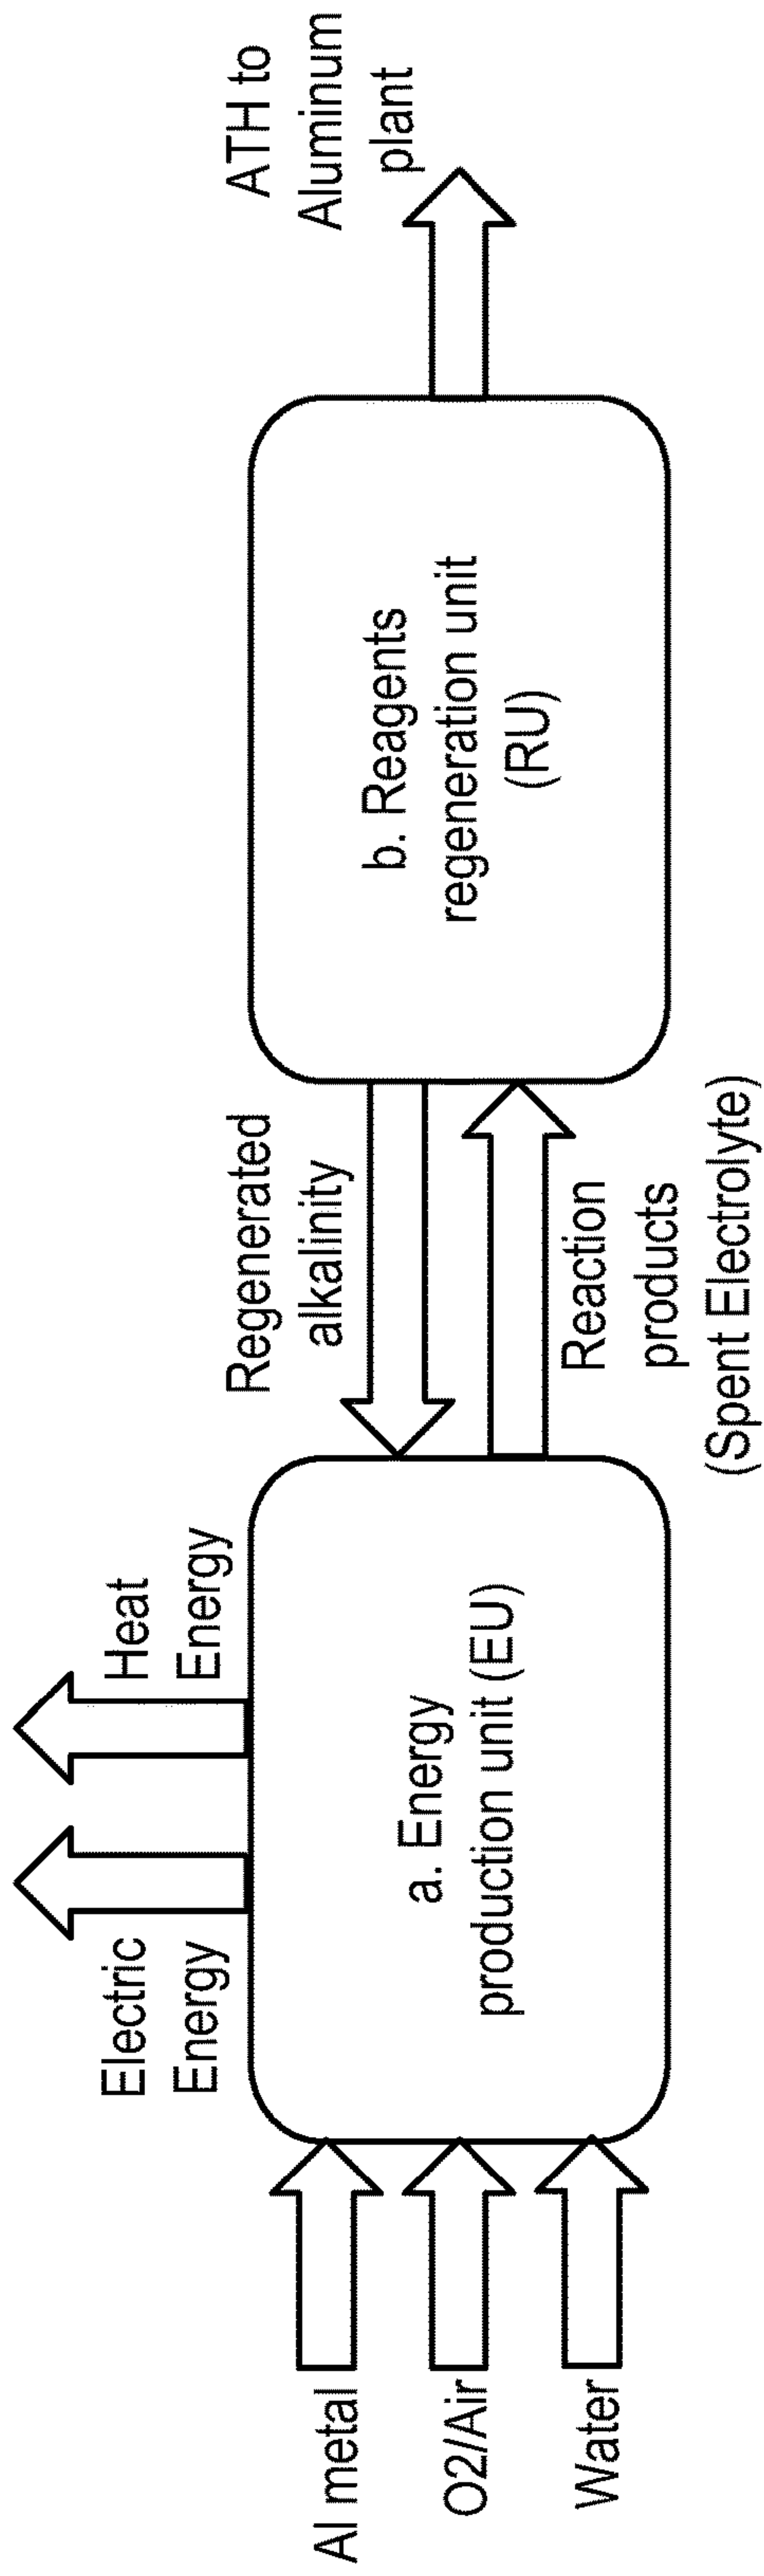 Al metal
O2/Air
Water
Electric
Energy
Heat
Energy
a. Energy
production unit (EU)
Regenerated
alkalinity
Reaction
products
(Spent Electrolyte)
b. Reagents
regeneration unit
(RU)
ATH to
Aluminum
plant